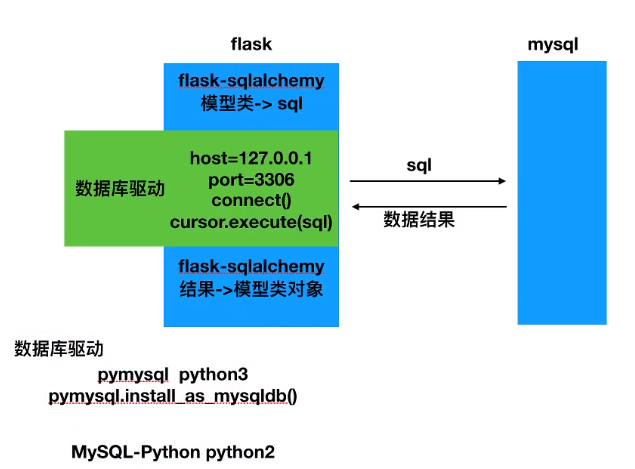 flask
mysql
flask-sqlalchemy
模型类-> sql
数据库驱动
host=127.0.0.1
port=3306
connect()
cursor.execute(sql)
sql
数据结果
flask-sqlalchemy
结果->模型类对象
数据库驱动
pymysql python3
pymysql.install_as_mysqldb()
MySQL-Python python2